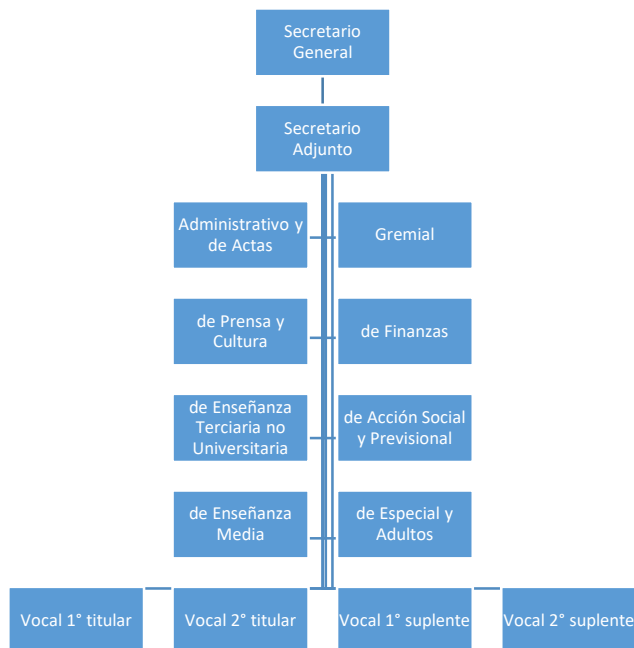 Secretario
General
Secretario
Adjunto
Administrativo y
de Actas
Gremial
de Prensa y
Cultura
de Finanzas
de Enseñanza
Terciaria no
Universitaria
de Acción Social
y Previsional
de Enseñanza
Media
de Especial y
Adultos
Vocal 1° titular
Vocal 2° titular
Vocal 1° suplente
Vocal 2° suplente